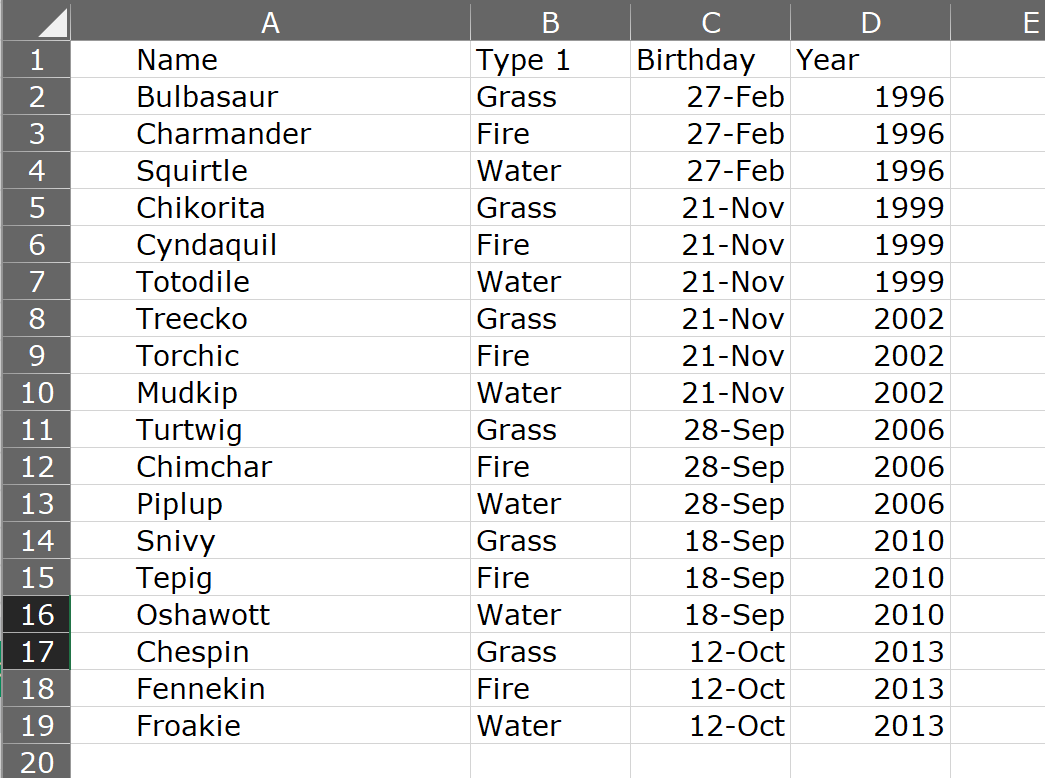 A B C D E
1 Name Type 1 Birthday Year
2 Bulbasaur Grass 27-Feb 1996
3 Charmander Fire 27-Feb 1996
4 Squirtle Water 27-Feb 1996
5 Chikorita Grass 21-Nov 1999
6 Cyndaquil Fire 21-Nov 1999
7 Totodile Water 21-Nov 1999
8 Treecko Grass 21-Nov 2002
9 Torchic Fire 21-Nov 2002
10 Mudkip Water 21-Nov 2002
11 Turtwig Grass 28-Sep 2006
12 Chimchar Fire 28-Sep 2006
13 Piplup Water 28-Sep 2006
14 Snivy Grass 18-Sep 2010
15 Tepig Fire 18-Sep 2010
16 Oshawott Water 18-Sep 2010
17 Chespin Grass 12-Oct 2013
18 Fennekin Fire 12-Oct 2013
19 Froakie Water 12-Oct 2013
20